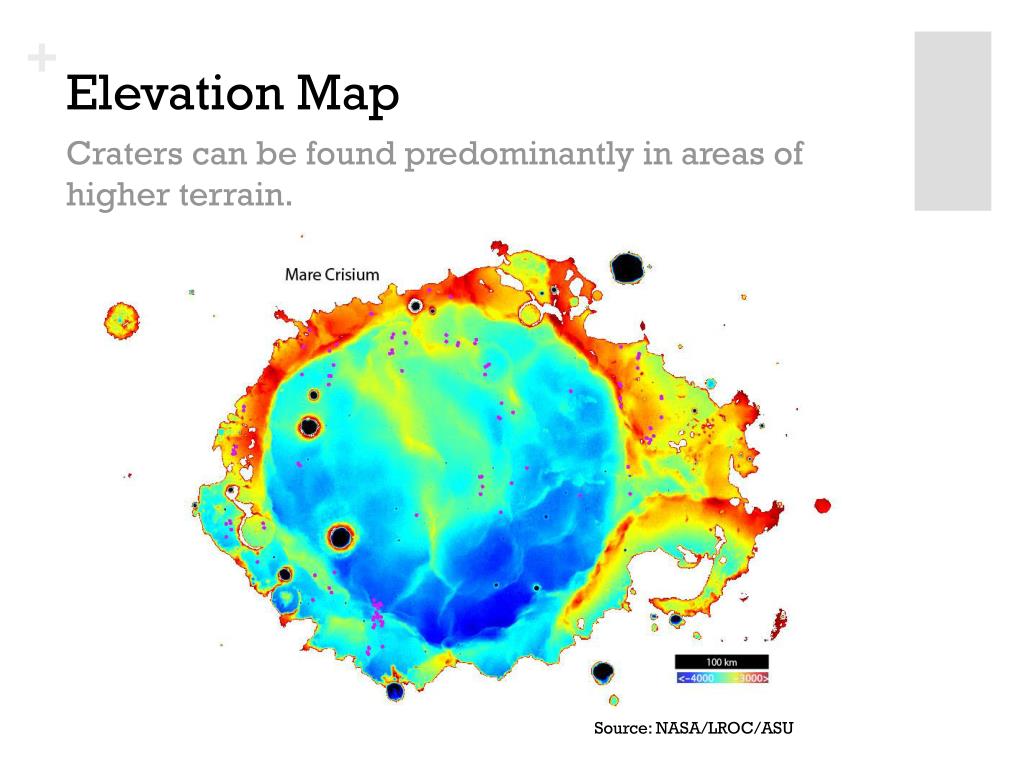 +
Elevation Map
Craters can be found predominantly in areas of
higher terrain.
Mare Crisium
100 km
<-4000 -3000>
Source: NASA/LROC/ASU